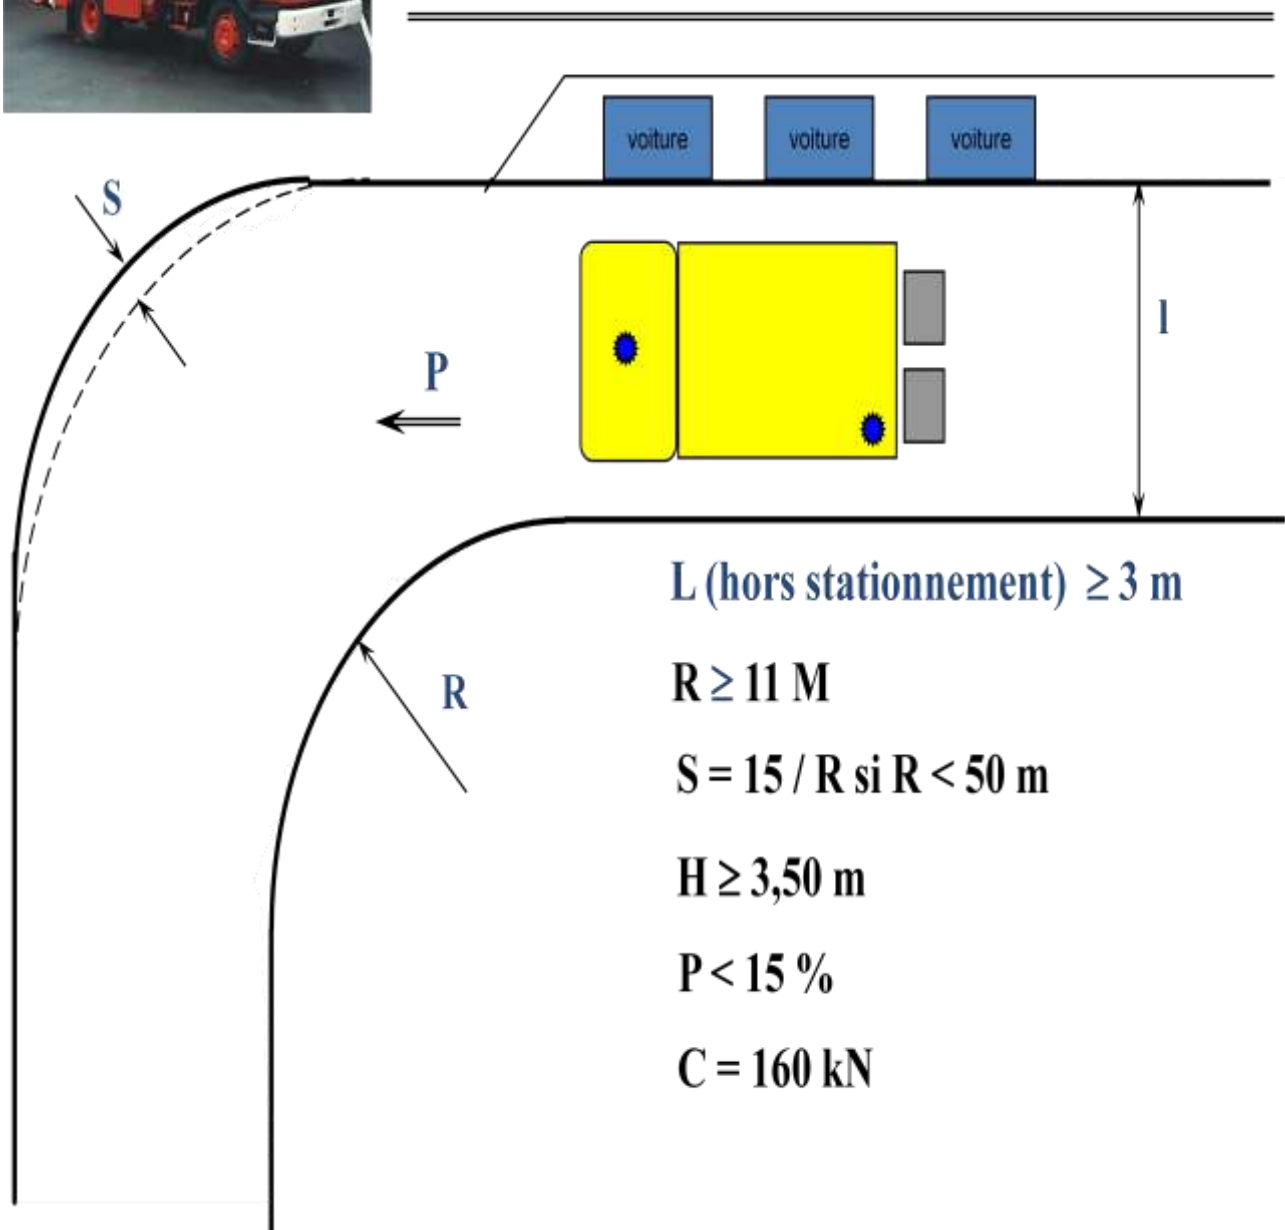 voiture voiture voiture
S
l
P
L (hors stationnement) ≥ 3 m
R ≥ 11 M
R
S = 15 / R si R < 50 m
H ≥ 3,50 m
P < 15 %
C = 160 kN